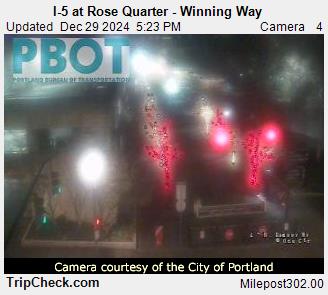 I-5 at Rose Quarter - Winning Way
Updated Dec 29 2024 5:23 PM Camera 4
PBOT
PORTLAND BUREAU OF TRANSPORTATION
Camera courtesy of the City of Portland
TripCheck.com Milepost302.00